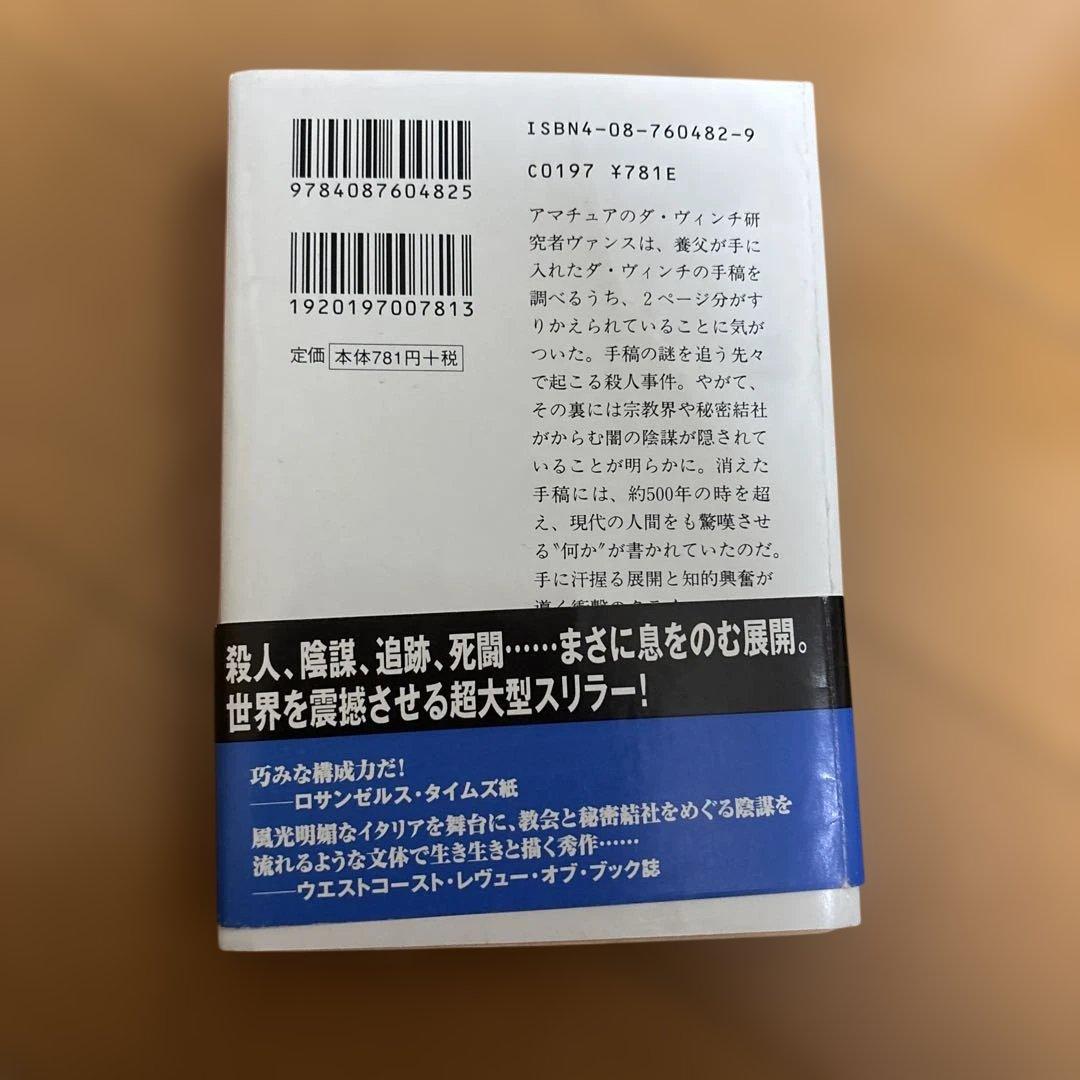 9784087604825
1920197007813
定価 本体781円+税
ISBN4-08-760482-9
C0197 ¥781E
アマチュアのダ・ヴィンチ研
究者ヴァンスは、養父が手に
入れたダ・ヴィンチの手稿を
調べるうち、2ページ分がす
りかえられていることに気が
ついた。手稿の謎を追う先々
で起こる殺人事件。やがて、
その裏には宗教界や秘密結社
がからむ闇の陰謀が隠されて
いることが明らかに。消えた
手稿には、約500年の時を超
え、現代の人間をも驚嘆させ
る〝何か〟が書かれていたのだ。
手に汗握る展開と知的興奮が
殺人、陰謀、追跡、死闘……まさに息をのむ展開。
世界を震撼させる超大型スリラー!
巧みな構成力だ!
——ロサンゼルス・タイムズ紙
風光明媚なイタリアを舞台に、教会と秘密結社をめぐる陰謀を
流れるような文体で生き生きと描く秀作……
——ウエストコースト・レヴュー・オブ・ブック誌